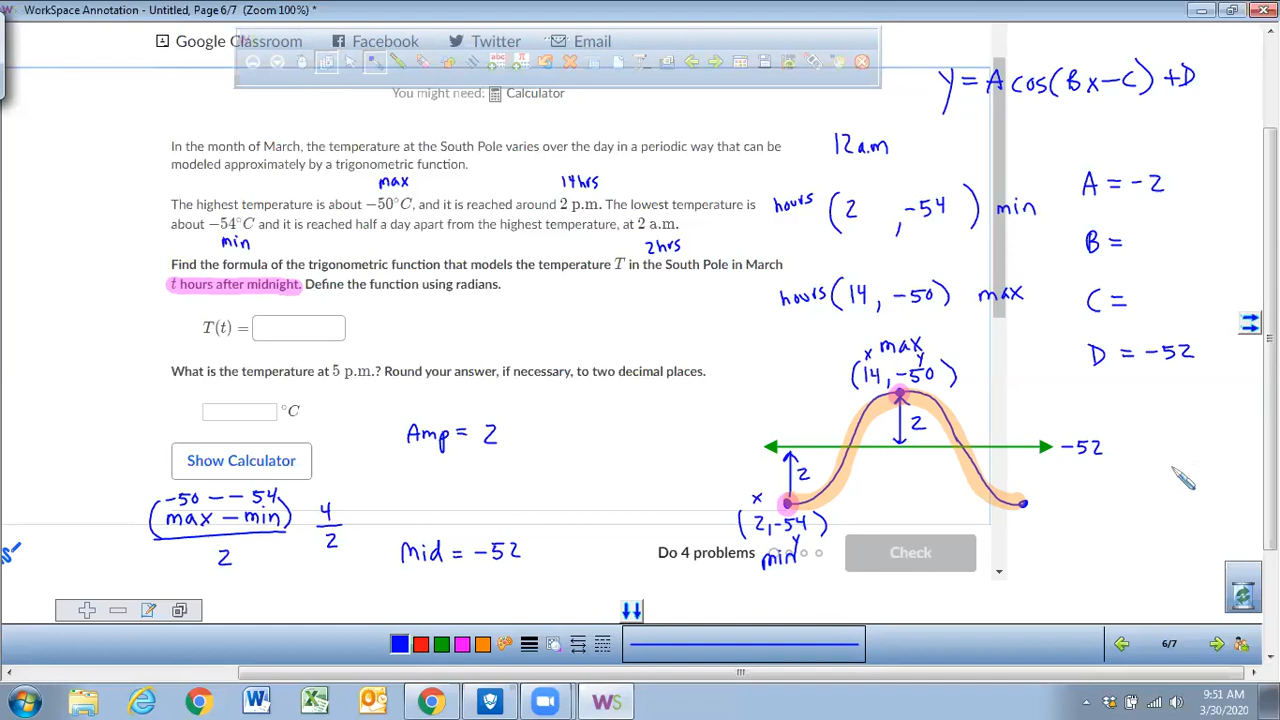 WorkSpace Annotation - Untitled, Page 6/7 (Zoom 100%) *
Google Classroom Facebook Twitter Email
You might need: Calculator
y = A cos(Bx - C) + D
12 a.m
In the month of March, the temperature at the South Pole varies over the day in a periodic way that can be
modeled approximately by a trigonometric function.
max 14hrs
The highest temperature is about −50°C, and it is reached around 2 p.m. The lowest temperature is
about −54°C and it is reached half a day apart from the highest temperature, at 2 a.m.
min 2hrs
Find the formula of the trigonometric function that models the temperature T in the South Pole in March
t hours after midnight. Define the function using radians.
T(t) =
What is the temperature at 5 p.m.? Round your answer, if necessary, to two decimal places.
°C
Show Calculator
Amp = 2
-50 - - 54
(max - min) 4
2 2
Mid = -52
hours (2 , -54) min
hours (14, -50) max
A = -2
B =
C =
D = -52
max
x y
(14, -50)
2
-52
2
x
(2, -54)
y
min
Do 4 problems
Check
6/7
W S
9:51 AM
3/30/2020